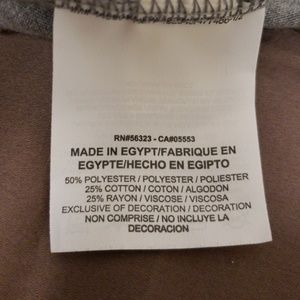 RN#56323 - CA#05553
MADE IN EGYPT/FABRIQUE EN
EGYPTE/HECHO EN EGIPTO
50% POLYESTER / POLYESTER / POLIESTER
25% COTTON / COTON / ALGODON
25% RAYON / VISCOSE / VISCOSA
EXCLUSIVE OF DECORATION / DECORATION
NON COMPRISE / NO INCLUYE LA
DECORACION